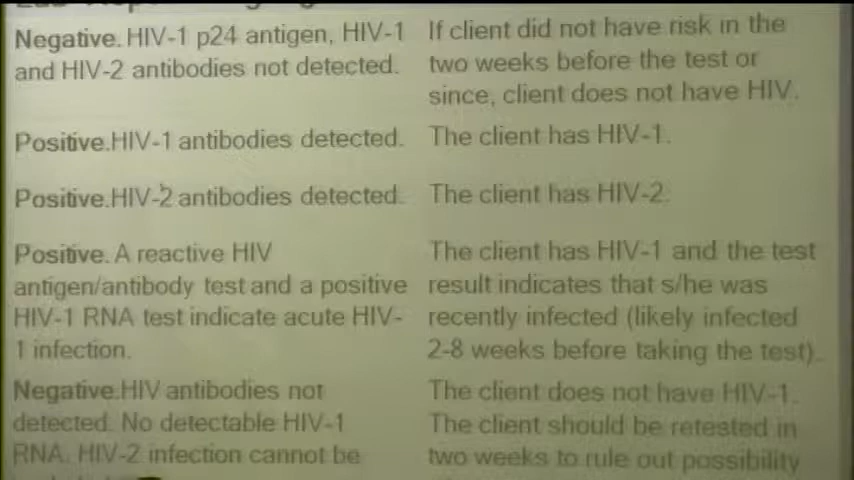 Negative. HIV-1 p24 antigen, HIV-1
and HIV-2 antibodies not detected.
If client did not have risk in the
two weeks before the test or
since, client does not have HIV.
Positive.HIV-1 antibodies detected.
The client has HIV-1.
Positive.HIV-2 antibodies detected.
The client has HIV-2.
Positive. A reactive HIV
antigen/antibody test and a positive
HIV-1 RNA test indicate acute HIV-
1 infection.
The client has HIV-1 and the test
result indicates that s/he was
recently infected (likely infected
2-8 weeks before taking the test).
Negative.HIV antibodies not
detected. No detectable HIV-1
RNA. HIV-2 infection cannot be
The client does not have HIV-1.
The client should be retested in
two weeks to rule out possibility